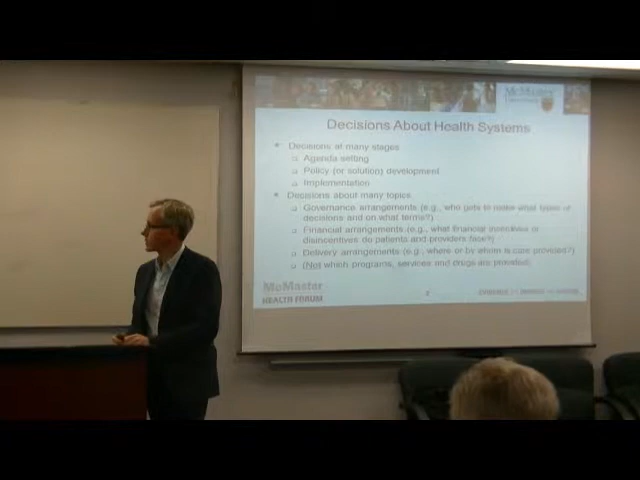 McMaster
University
Decisions About Health Systems
Decisions at many stages
Agenda setting
Policy (or solution) development
Implementation
Decisions about many topics
Governance arrangements (e.g., who gets to make what types of
decisions and on what terms?)
Financial arrangements (e.g., what financial incentives or
disincentives do patients and providers face?)
Delivery arrangements (e.g., where or by whom is care provided?)
(Not which programs, services and drugs are provided)
McMaster
HEALTH FORUM